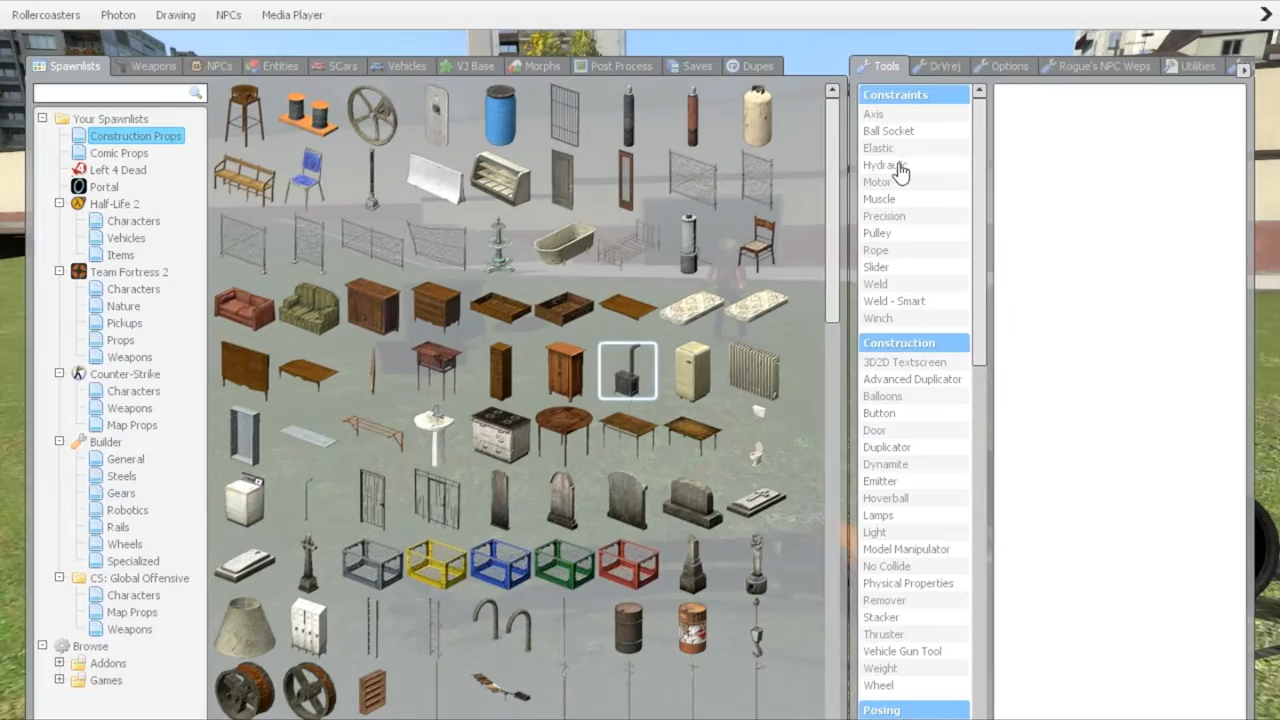 Rollercoasters Photon Drawing NPCs Media Player
Spawnlists Weapons NPCs Entities SCars Vehicles VJ Base Morphs Post Process Saves Dupes
Your Spawnlists
Construction Props
Comic Props
Left 4 Dead
Portal
Half-Life 2
Characters
Vehicles
Items
Team Fortress 2
Characters
Nature
Pickups
Props
Weapons
Counter-Strike
Characters
Weapons
Map Props
Builder
General
Steels
Gears
Robotics
Rails
Wheels
Specialized
CS: Global Offensive
Characters
Map Props
Weapons
Browse
Addons
Games
Tools DrVrej Options Rogue's NPC Weps Utilities
Constraints
Axis
Ball Socket
Elastic
Hydraulic
Motor
Muscle
Precision
Pulley
Rope
Slider
Weld
Weld - Smart
Winch
Construction
3D2D Textscreen
Advanced Duplicator
Balloons
Button
Door
Duplicator
Dynamite
Emitter
Hoverball
Lamps
Light
Model Manipulator
No Collide
Physical Properties
Remover
Stacker
Thruster
Vehicle Gun Tool
Weight
Wheel
Posing